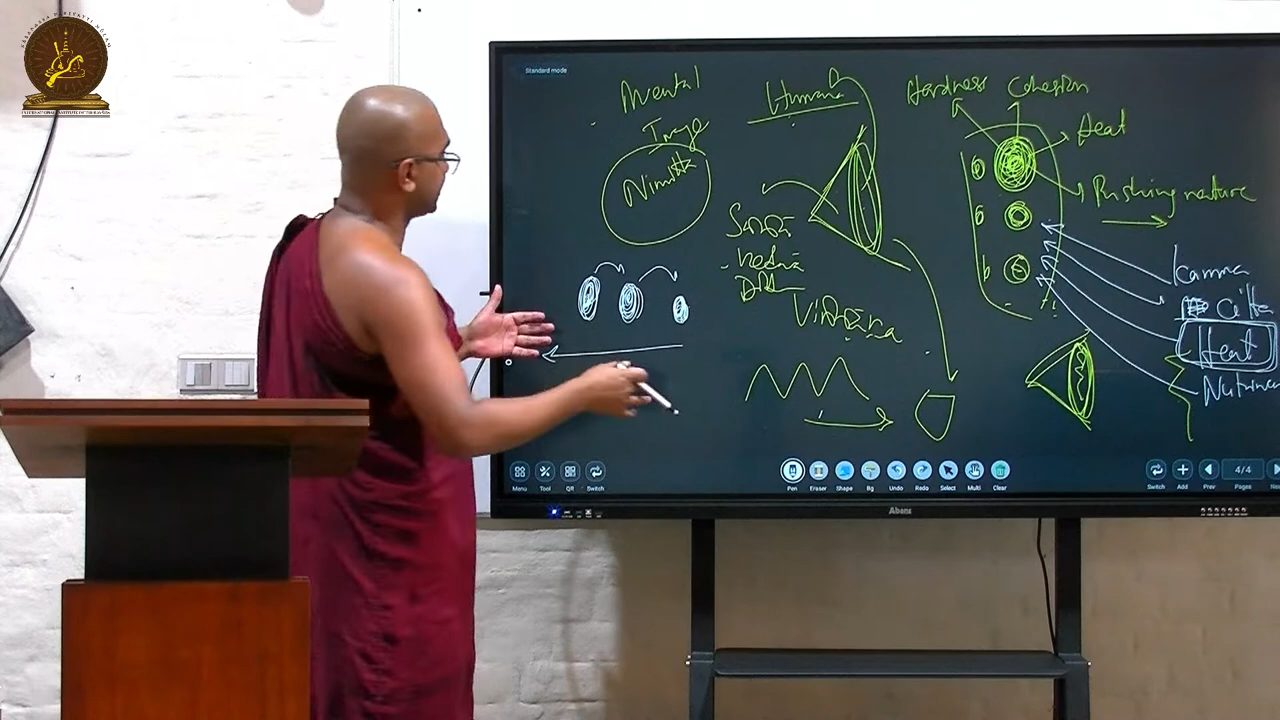 Standard mode
Mental
Image
Nimitta
Human
Saññā
Vedanā
Viññāṇa
Hardness
Cohesion
Heat
Pushing nature
Kamma
Citta
Heat
Menu
Tool
QR
Switch
Pen
Eraser
Shape
Bg
Undo
Redo
Select
Multi
Clear
Switch
Add
Prev
4/4
Pages
Abans